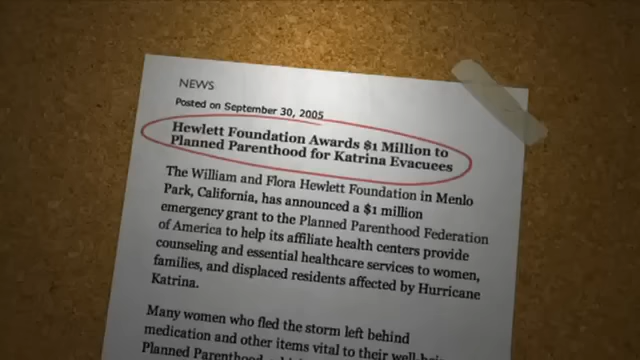 NEWS
Posted on September 30, 2005
Hewlett Foundation Awards $1 Million to
Planned Parenthood for Katrina Evacuees
The William and Flora Hewlett Foundation in Menlo
Park, California, has announced a $1 million
emergency grant to the Planned Parenthood Federation
of America to help its affiliate health centers provide
counseling and essential healthcare services to women,
families, and displaced residents affected by Hurricane
Katrina.
Many women who fled the storm left behind
medication and other items vital to their well-being.
Planned Parenthood